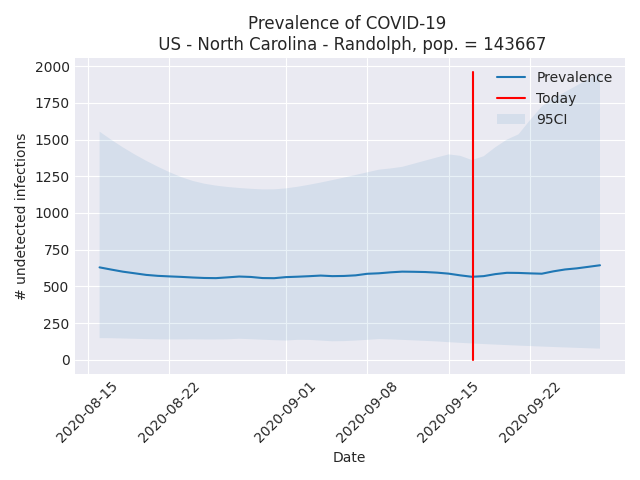 Prevalence of COVID-19
US - North Carolina - Randolph, pop. = 143667
2000
1750
1500
1250
1000
750
500
250
0
# undetected infections
Prevalence
Today
95CI
2020-08-15
2020-08-22
2020-09-01
2020-09-08
2020-09-15
2020-09-22
Date